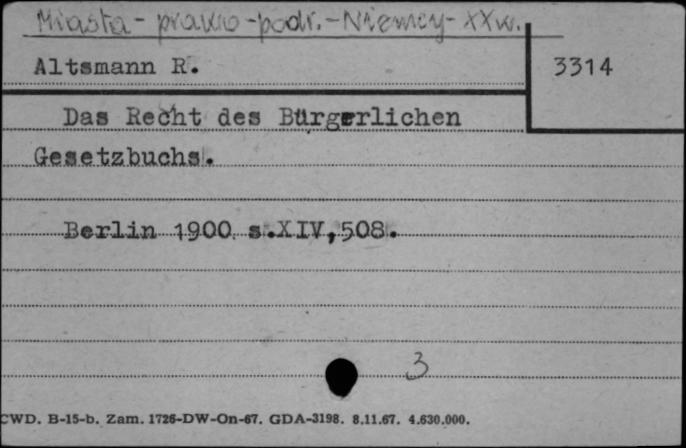 Miasta - prawo - podr. - Niemcy - XX w.
Altsmann R.
3314
Das Recht des Bürgerlichen
Gesetzbuchs.
Berlin 1900. s.XIV,508.
3
CWD. B-15-b. Zam. 1726-DW-On-67. GDA-3198. 8.11.67. 4.630.000.